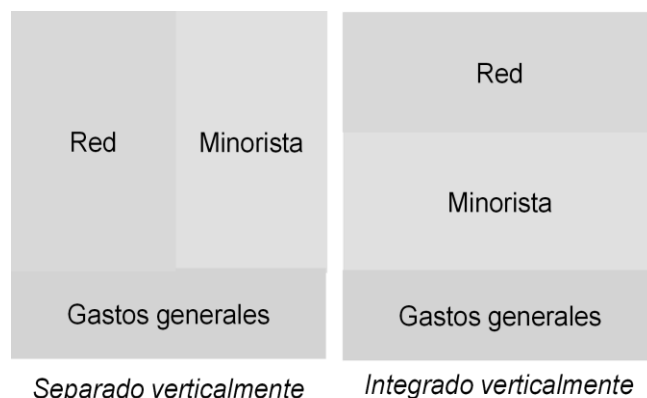 Red
Minorista
Gastos generales
Separado verticalmente
Red
Minorista
Gastos generales
Integrado verticalmente